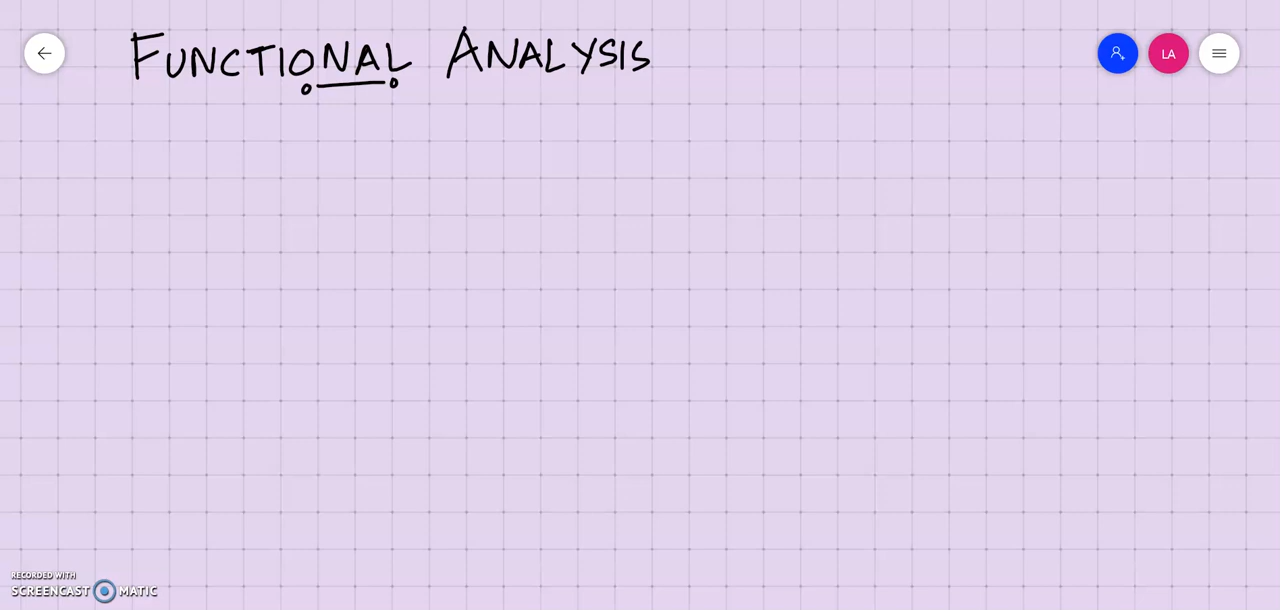 FUNCTIONAL ANALYSIS
LA
RECORDED WITH
SCREENCAST MATIC